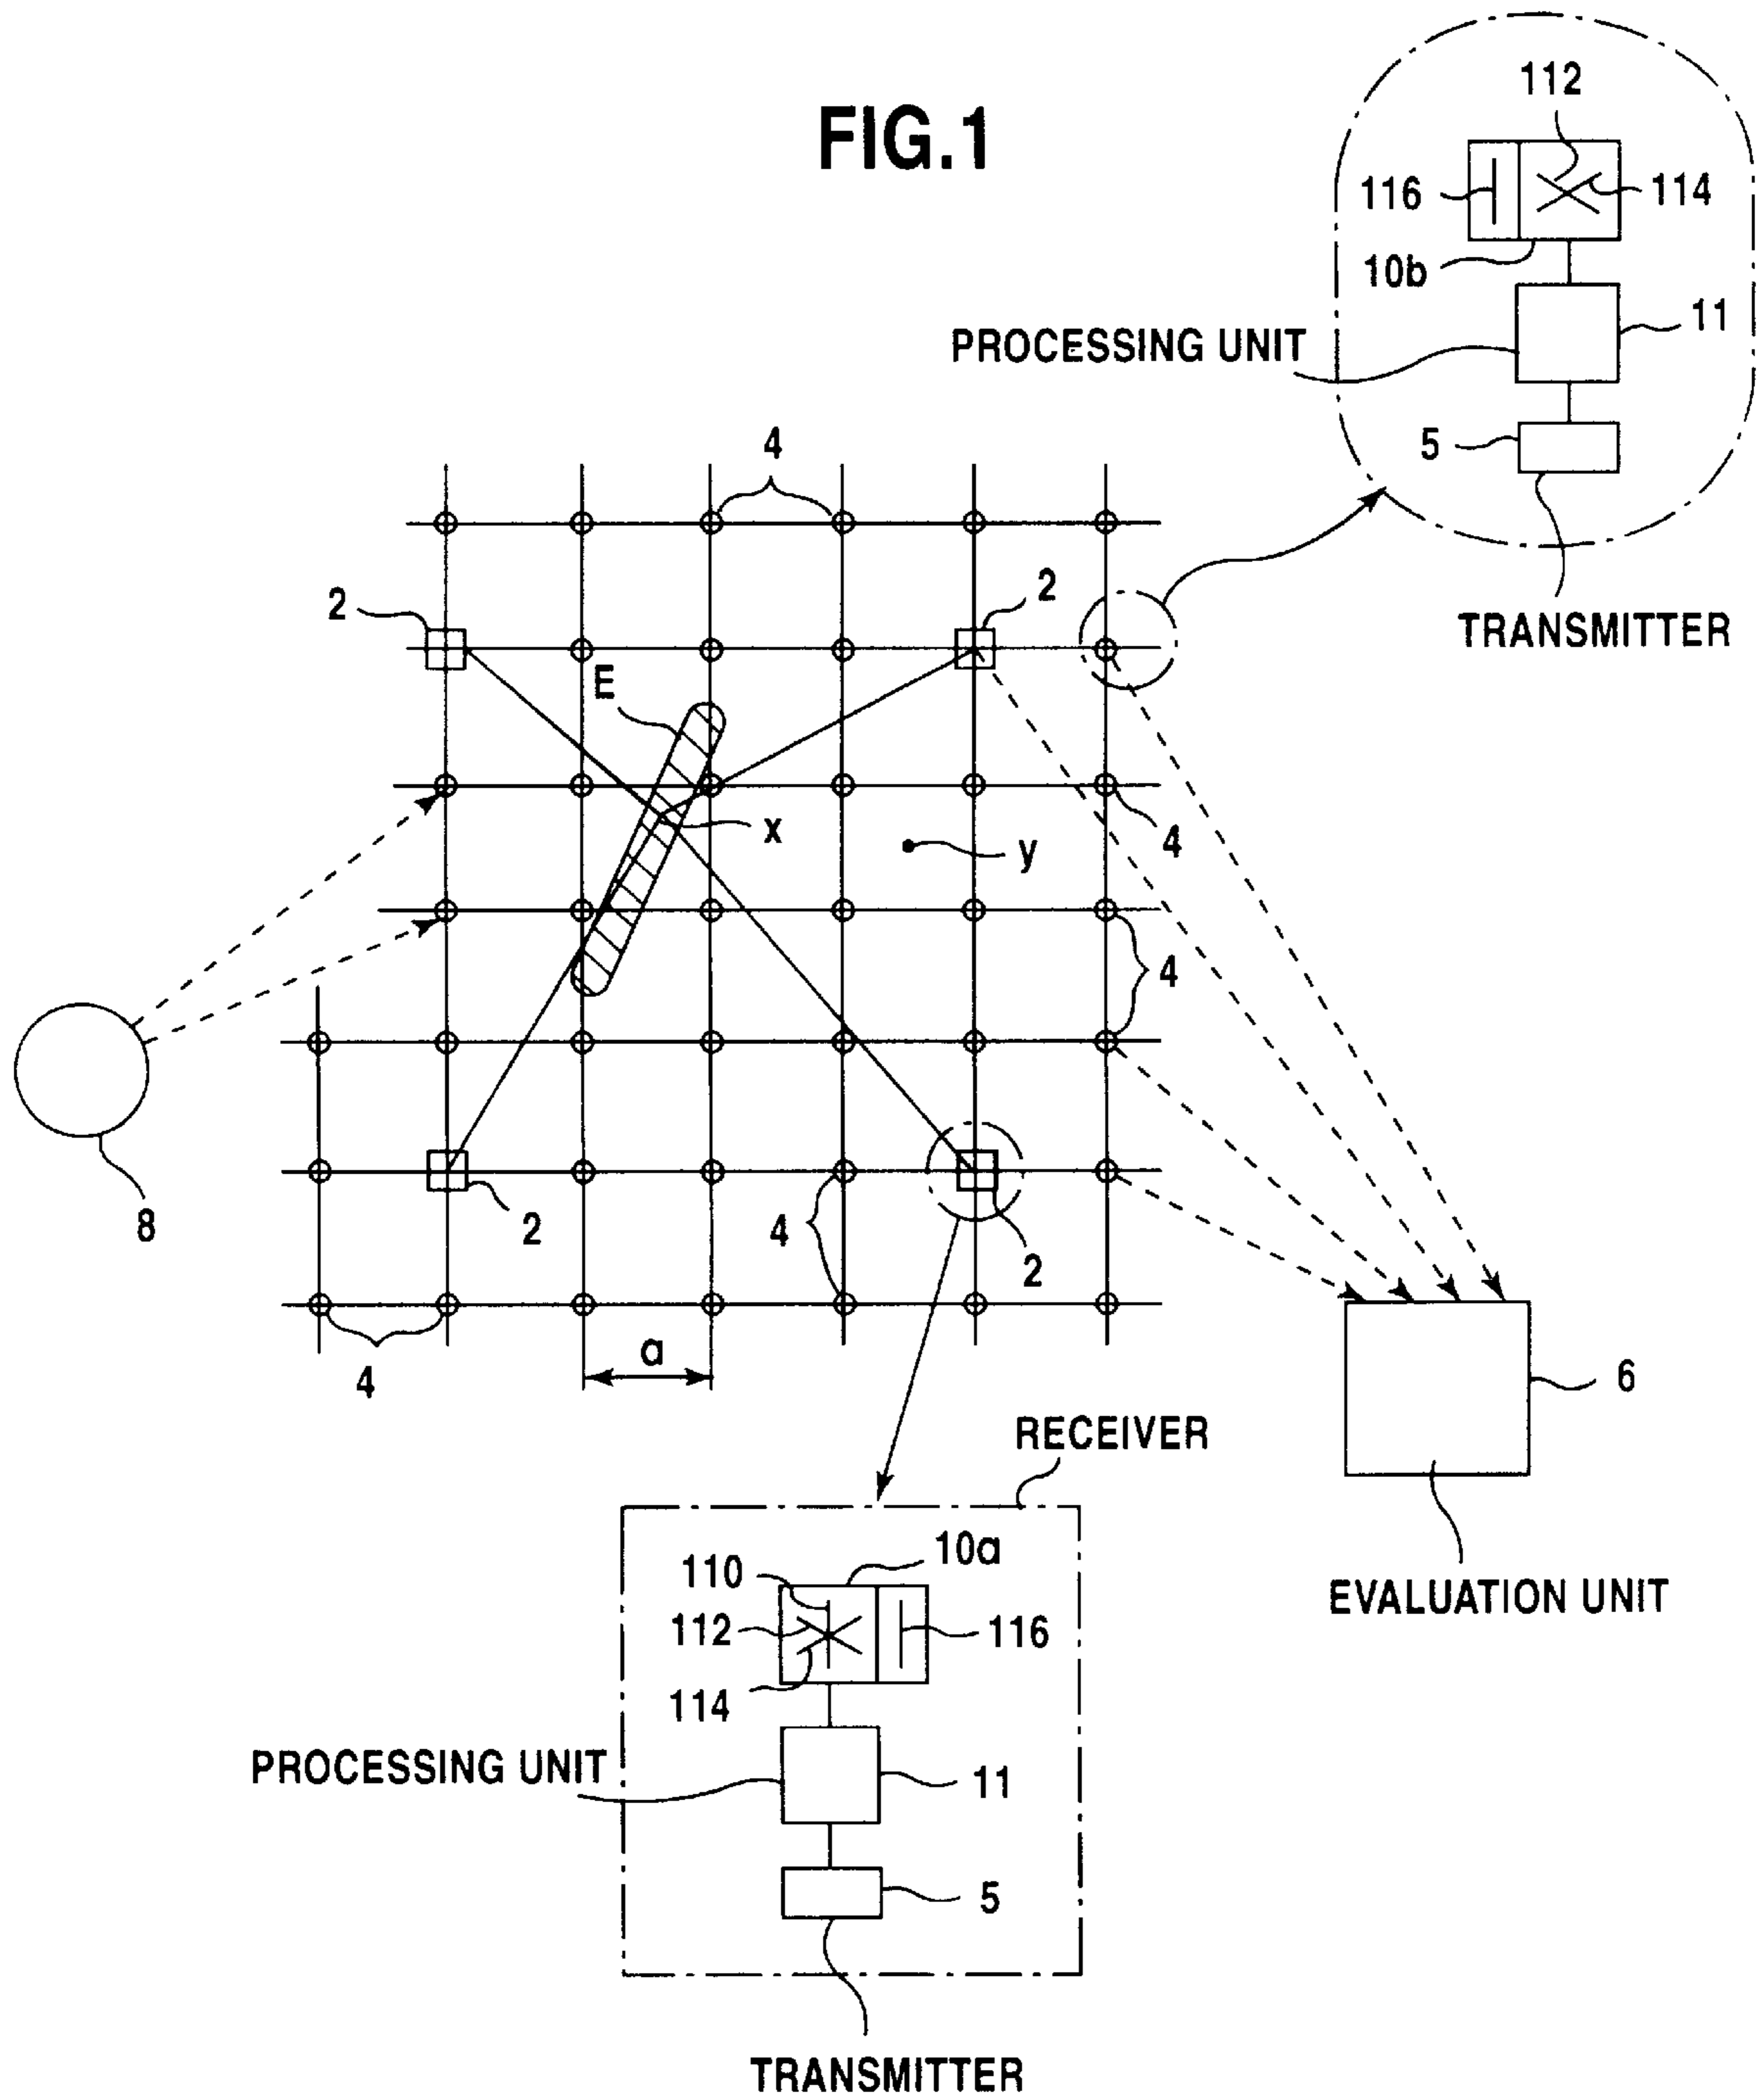 FIG.1
112
116
114
10b
11
PROCESSING UNIT
5
TRANSMITTER
4
2
2
E
x
y
4
4
8
2
4
2
4
a
6
RECEIVER
EVALUATION UNIT
10a
110
112
116
114
PROCESSING UNIT
11
5
TRANSMITTER